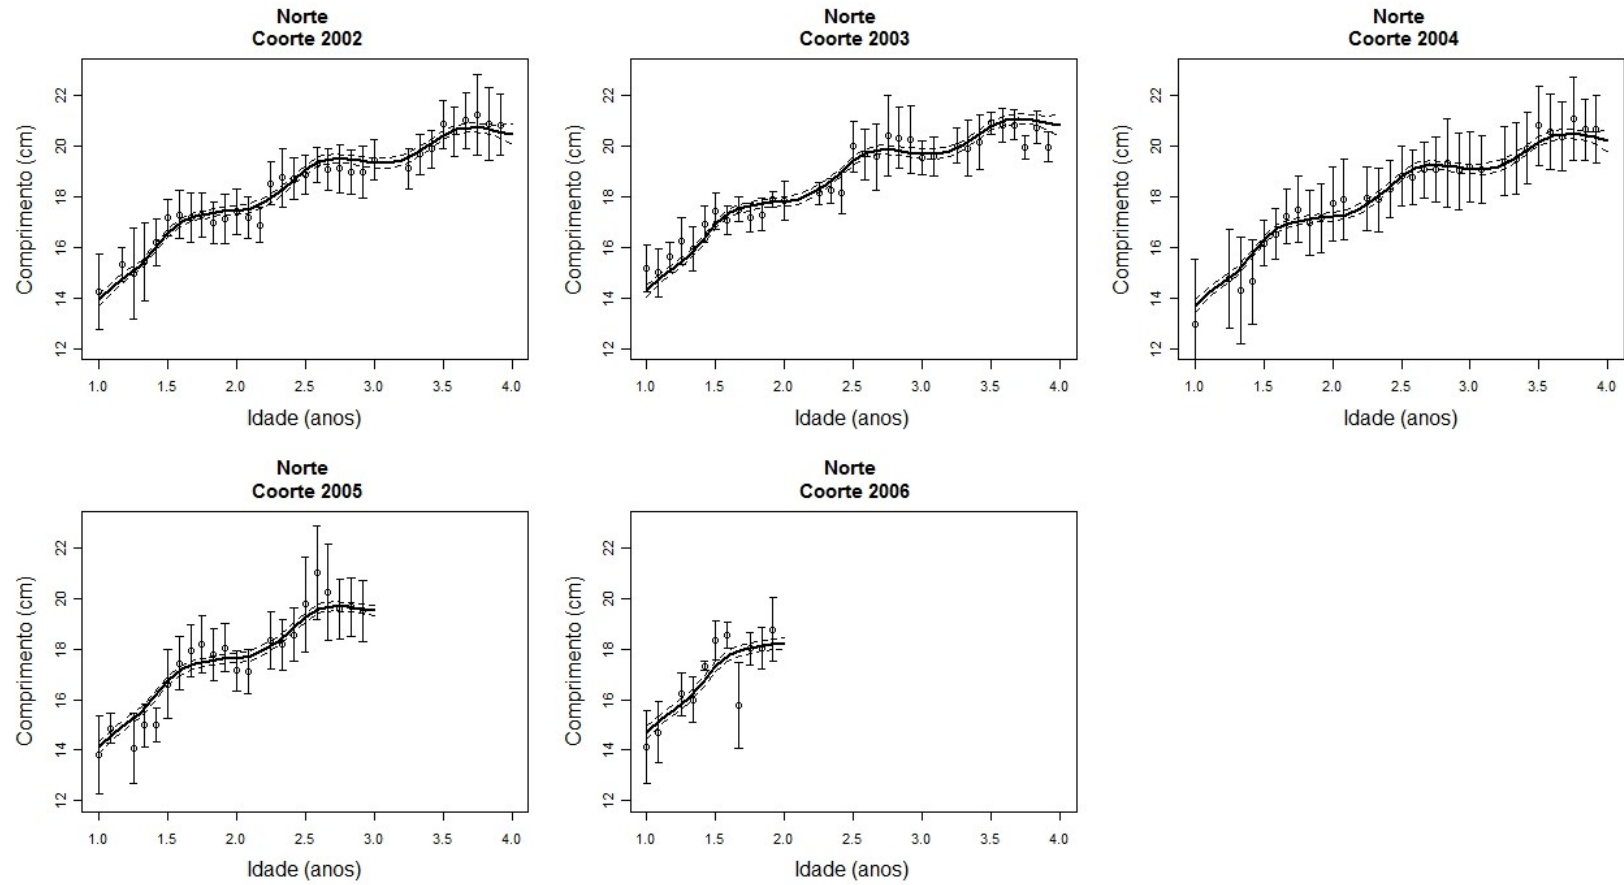 Norte
Coorte 2002
Comprimento (cm)
22
20
18
16
14
12
1.0 1.5 2.0 2.5 3.0 3.5 4.0
Idade (anos)
Norte
Coorte 2003
Comprimento (cm)
22
20
18
16
14
12
1.0 1.5 2.0 2.5 3.0 3.5 4.0
Idade (anos)
Norte
Coorte 2004
Comprimento (cm)
22
20
18
16
14
12
1.0 1.5 2.0 2.5 3.0 3.5 4.0
Idade (anos)
Norte
Coorte 2005
Comprimento (cm)
22
20
18
16
14
12
1.0 1.5 2.0 2.5 3.0 3.5 4.0
Idade (anos)
Norte
Coorte 2006
Comprimento (cm)
22
20
18
16
14
12
1.0 1.5 2.0 2.5 3.0 3.5 4.0
Idade (anos)